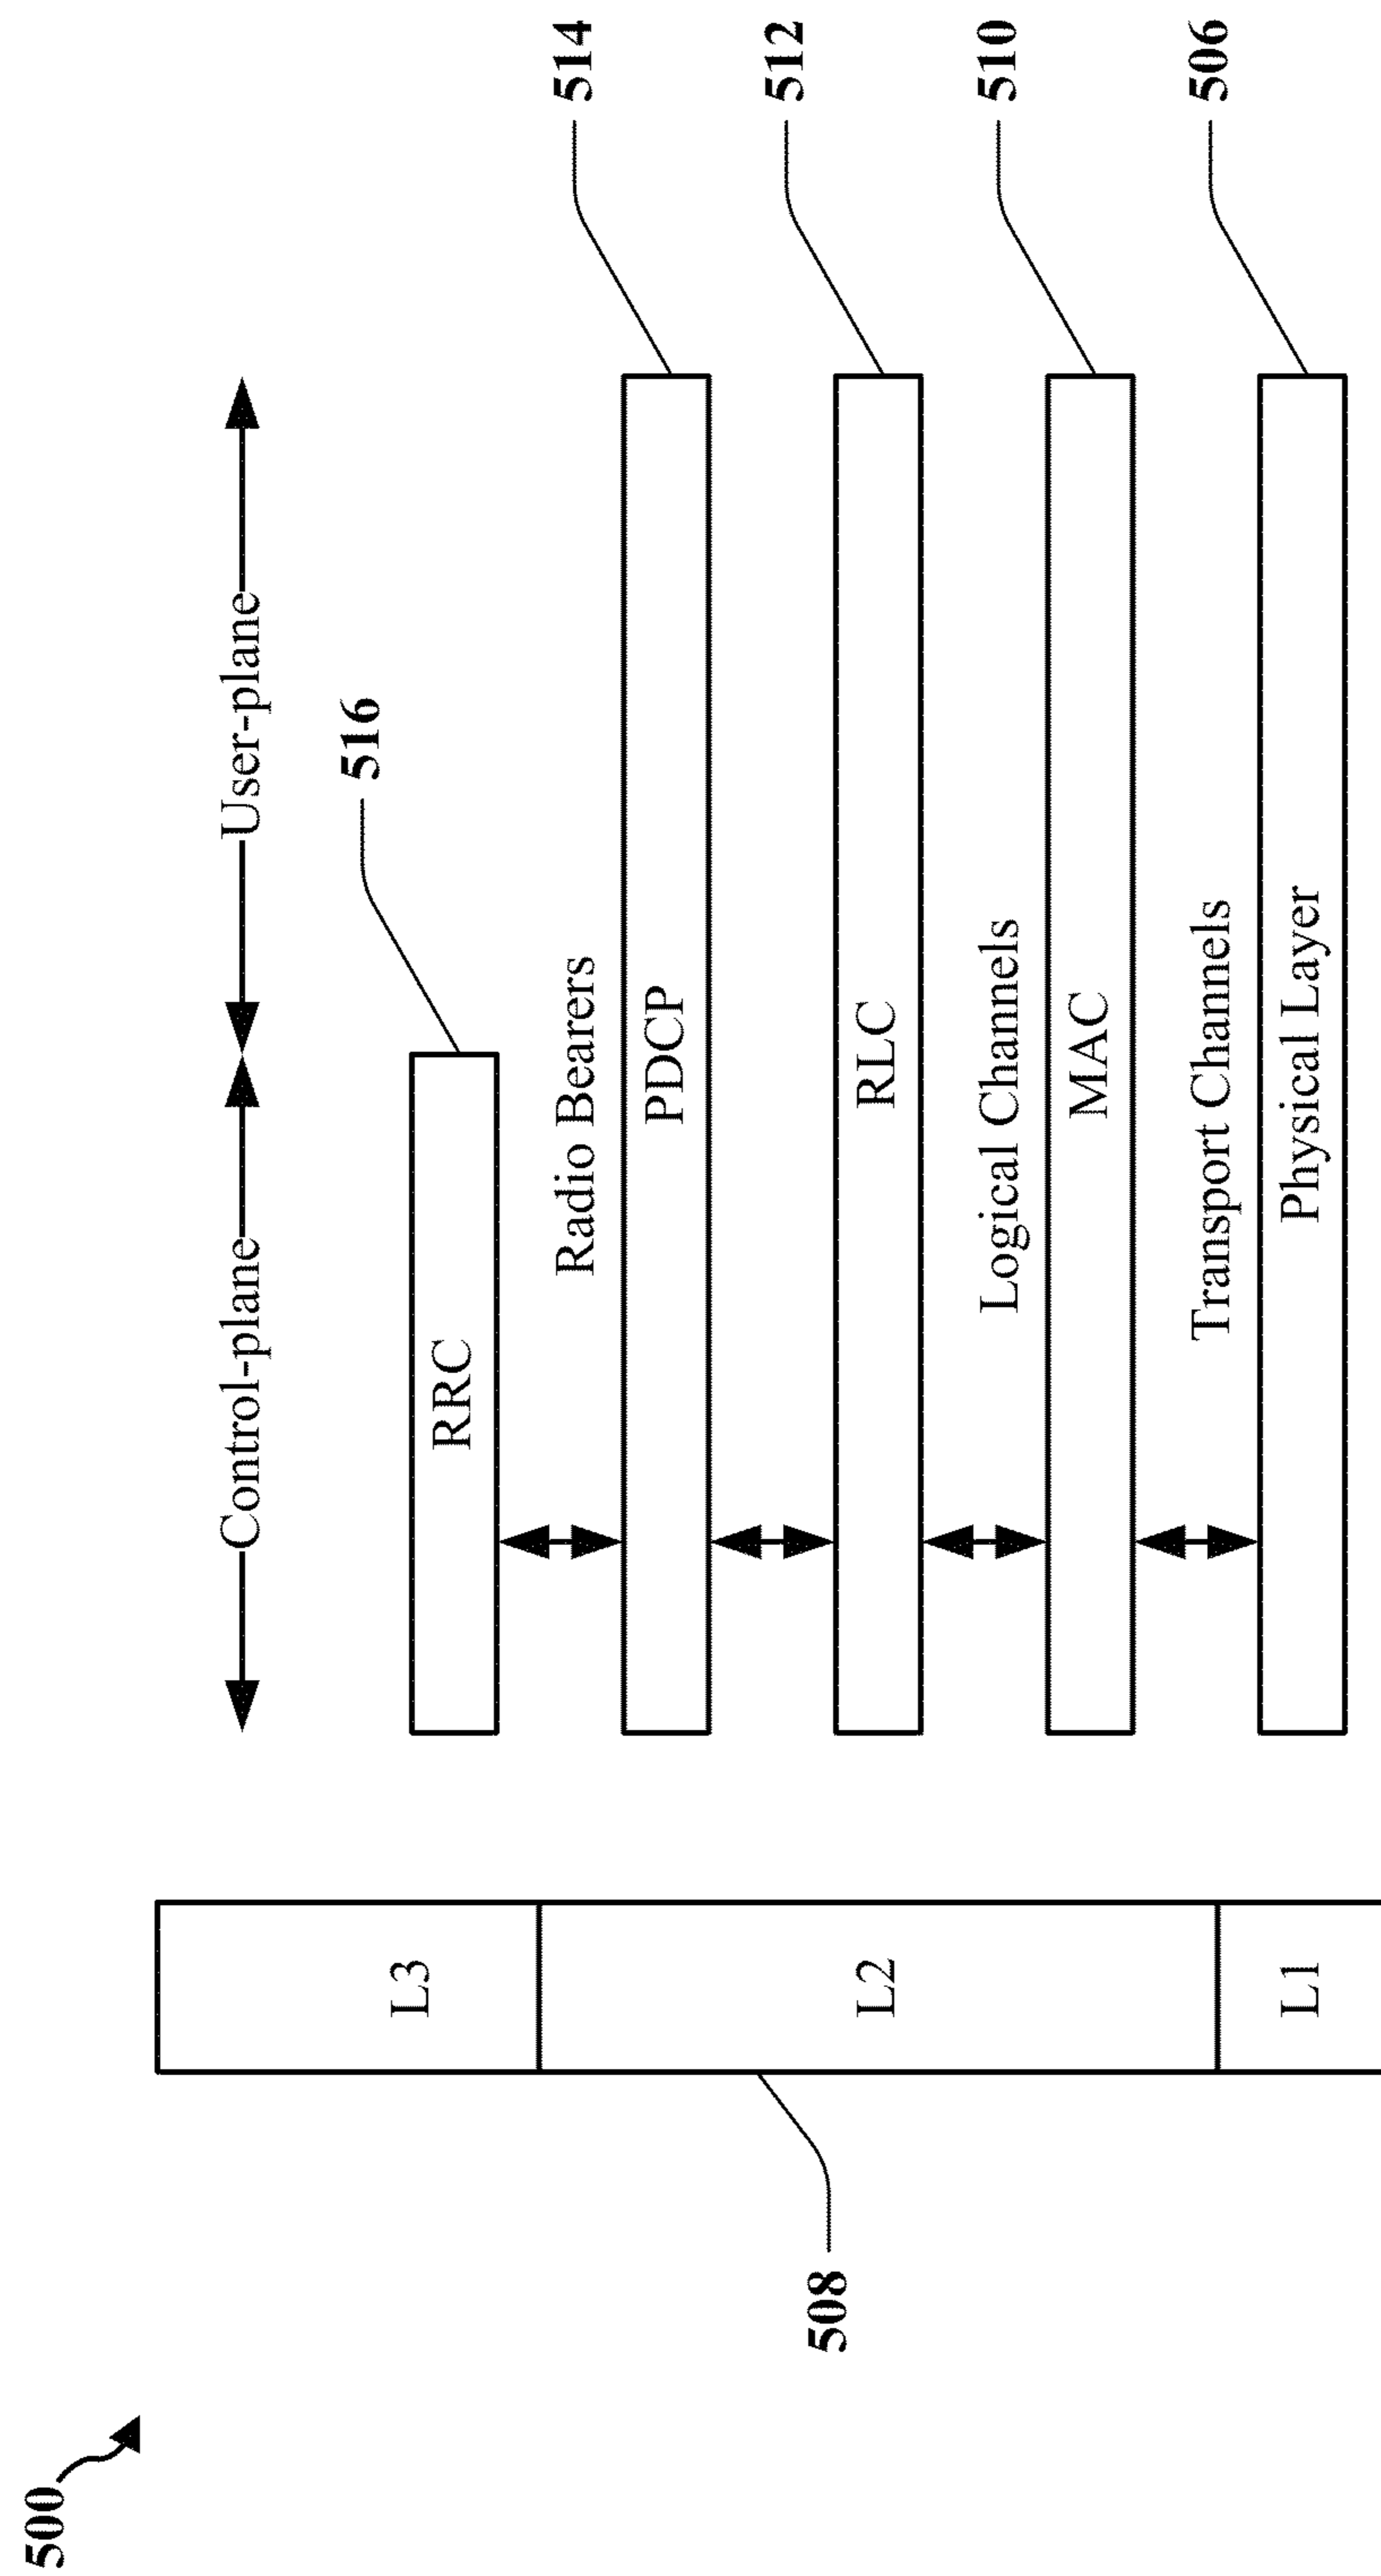 500
Control-plane
User-plane
516
L3
RRC
Radio Bearers
514
PDCP
508
L2
512
RLC
Logical Channels
510
MAC
Transport Channels
506
L1
Physical Layer